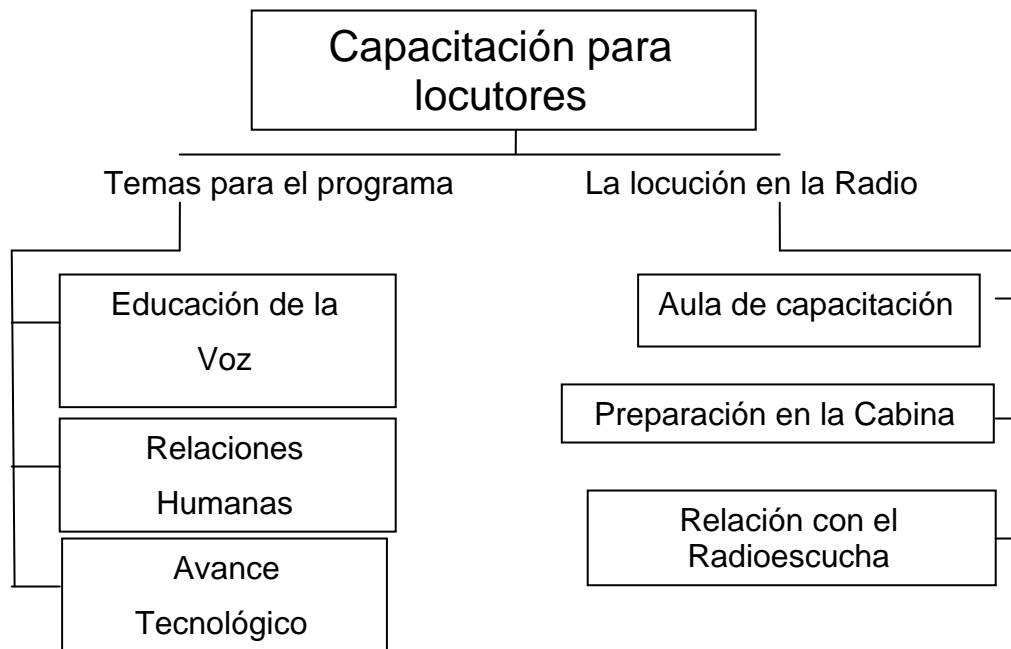 Capacitación para
locutores
Temas para el programa
La locución en la Radio
Educación de la
Voz
Relaciones
Humanas
Avance
Tecnológico
Aula de capacitación
Preparación en la Cabina
Relación con el
Radioescucha